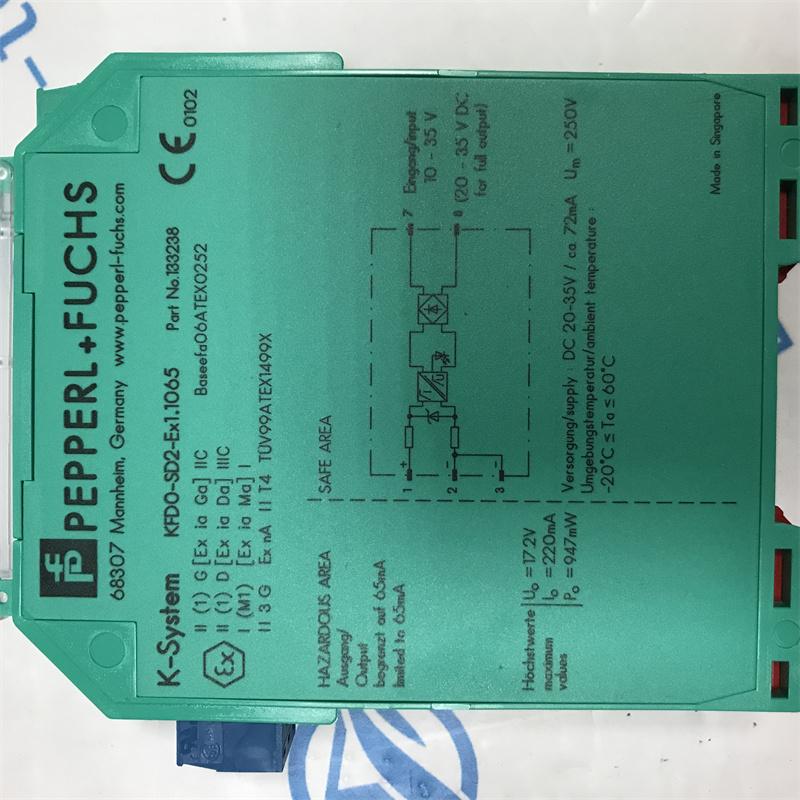 PEPPERL+FUCHS
68307 Mannheim, Germany www.pepperl-fuchs.com
K-System KFD0-SD2-Ex1.1065 Part No.133238 CE 0102
II (1) G [Ex ia Ga] IIC Baseefa06ATEX0252
II (1) D [Ex ia Da] IIIC
I (M1) [Ex ia Ma] I
II 3 G Ex nA II T4 TÜV99ATEX1499X
Ex
HAZARDOUS AREA
SAFE AREA
Ausgang/
Output
begrenzt auf 65mA
limited to 65mA
1 +
2 -
3 -
7
8
Eingang/input
10 - 35 V
(20 - 35 V DC
for full output)
Höchstwerte
maximum
values
Uo =17.2V
Io =220mA
Po =947mW
Versorgung/supply : DC 20-35V / ca. 72mA Um = 250V
Umgebungstemperatur/ambient temperature :
-20°C ≤ Ta ≤ 60°C
Made in Singapore